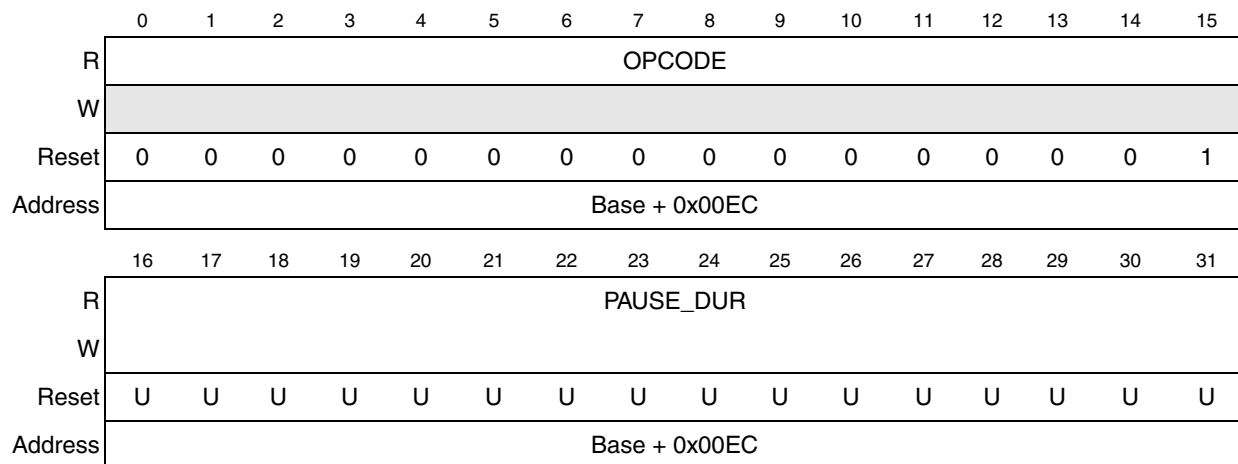 0 1 2 3 4 5 6 7 8 9 10 11 12 13 14 15
R OPCODE
W
Reset 0 0 0 0 0 0 0 0 0 0 0 0 0 0 0 1
Address Base + 0x00EC
16 17 18 19 20 21 22 23 24 25 26 27 28 29 30 31
R PAUSE_DUR
W
Reset U U U U U U U U U U U U U U U U
Address Base + 0x00EC